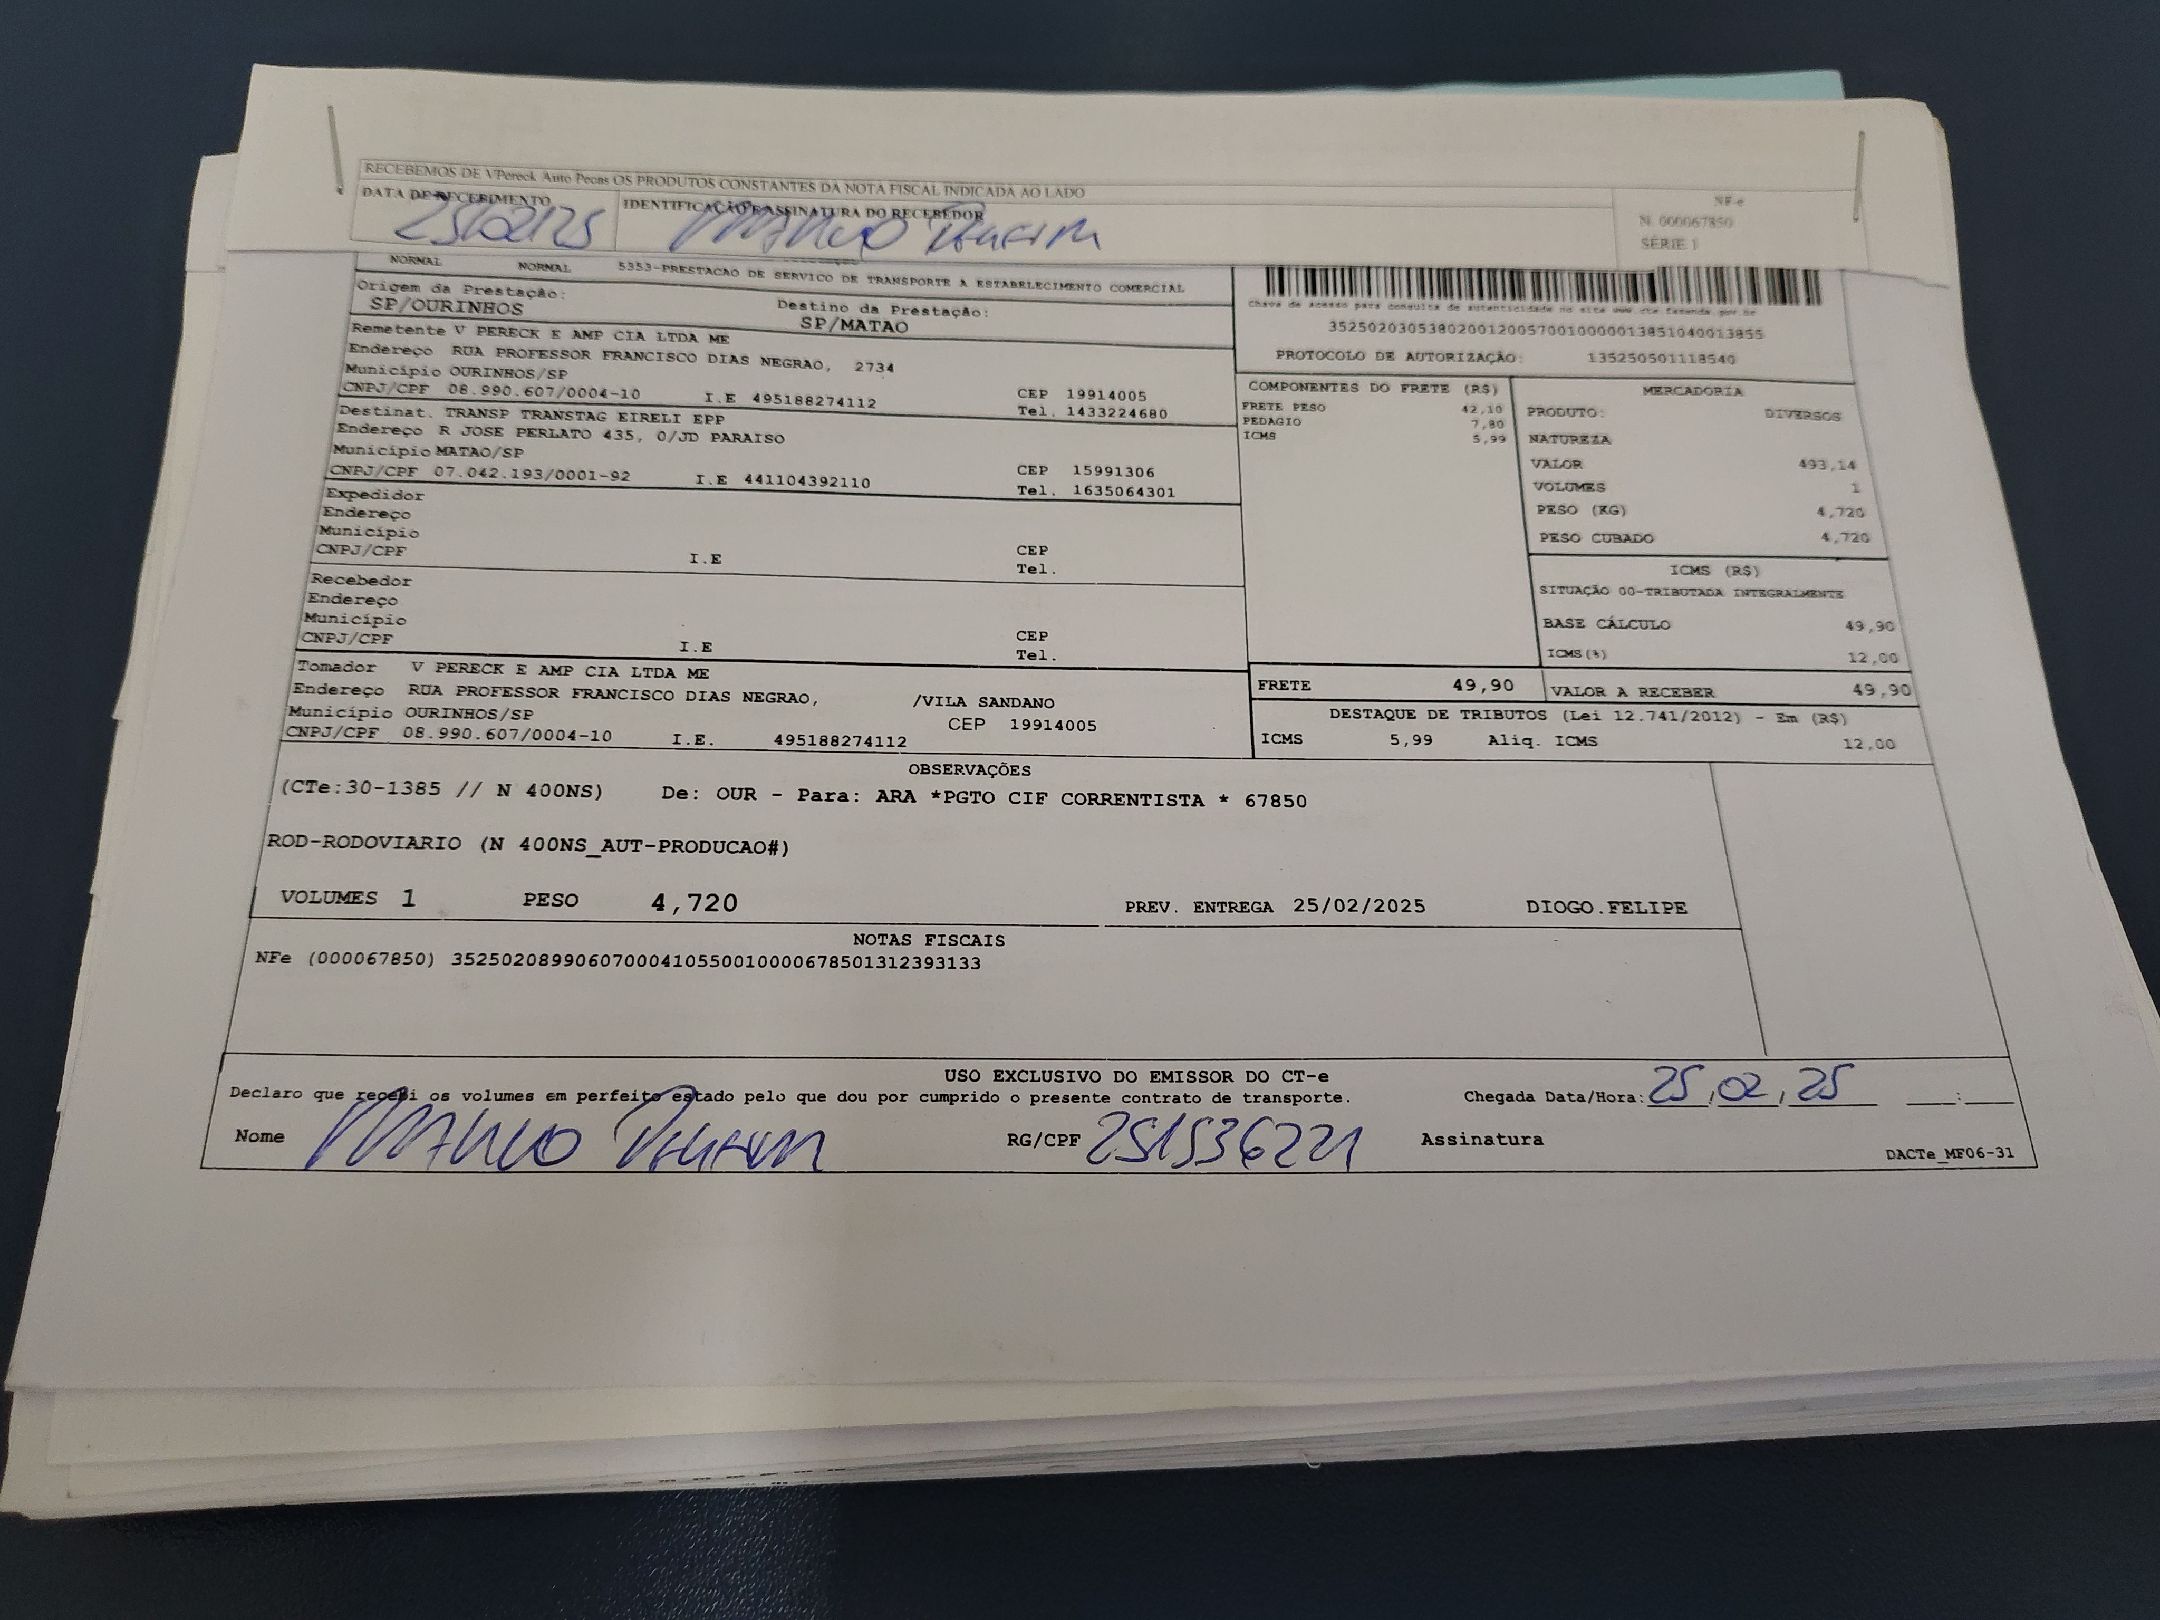 RECEBEMOS DE VPereck Auto Pecas OS PRODUTOS CONSTANTES DA NOTA FISCAL INDICADA AO LADO
DATA DE RECEBIMENTO
25/02/25
IDENTIFICAÇÃO E ASSINATURA DO RECEBEDOR
NF-e
N. 000067850
SÉRIE 1
NORMAL NORMAL 5353-PRESTACAO DE SERVICO DE TRANSPORTE A ESTABELECIMENTO COMERCIAL
Origem da Prestação:
SP/OURINHOS
Destino da Prestação:
SP/MATAO
Remetente V PERECK E AMP CIA LTDA ME
Endereço RUA PROFESSOR FRANCISCO DIAS NEGRAO, 2734
Município OURINHOS/SP
CNPJ/CPF 08.990.607/0004-10 I.E 495188274112
CEP 19914005
Tel. 1433224680
Destinat. TRANSP TRANSTAG EIRELI EPP
Endereço R JOSE PERLATO 435, 0/JD PARAISO
Município MATAO/SP
CNPJ/CPF 07.042.193/0001-92 I.E 441104392110
CEP 15991306
Tel. 1635064301
Expedidor
Endereço
Município
CNPJ/CPF I.E
CEP
Tel.
Recebedor
Endereço
Município
CNPJ/CPF I.E
CEP
Tel.
Tomador V PERECK E AMP CIA LTDA ME
Endereço RUA PROFESSOR FRANCISCO DIAS NEGRAO, /VILA SANDANO
Município OURINHOS/SP CEP 19914005
CNPJ/CPF 08.990.607/0004-10 I.E. 495188274112
Chave de acesso para consulta de autenticidade no site www.cte.fazenda.gov.br
35250203053802001200570010000013851040013855
PROTOCOLO DE AUTORIZAÇÃO: 135250501118540
COMPONENTES DO FRETE (R$)
FRETE PESO 42,10
PEDAGIO 7,80
ICMS 5,99
MERCADORIA
PRODUTO: DIVERSOS
NATUREZA
VALOR 493,14
VOLUMES 1
PESO (KG) 4,720
PESO CUBADO 4,720
ICMS (R$)
SITUAÇÃO 00-TRIBUTADA INTEGRALMENTE
BASE CÁLCULO 49,90
ICMS(%) 12,00
FRETE 49,90
VALOR A RECEBER 49,90
DESTAQUE DE TRIBUTOS (Lei 12.741/2012) - Em (R$)
ICMS 5,99 Aliq. ICMS 12,00
OBSERVAÇÕES
(CTe:30-1385 // N 400NS) De: OUR - Para: ARA *PGTO CIF CORRENTISTA * 67850
ROD-RODOVIARIO (N 400NS_AUT-PRODUCAO#)
VOLUMES 1 PESO 4,720 PREV. ENTREGA 25/02/2025 DIOGO.FELIPE
NOTAS FISCAIS
NFe (000067850) 35250208990607000410550010000678501312393133
USO EXCLUSIVO DO EMISSOR DO CT-e
Declaro que recebi os volumes em perfeito estado pelo que dou por cumprido o presente contrato de transporte.
Chegada Data/Hora: 25,02,25 :
Nome
RG/CPF 251536221
Assinatura
DACTe_MF06-31